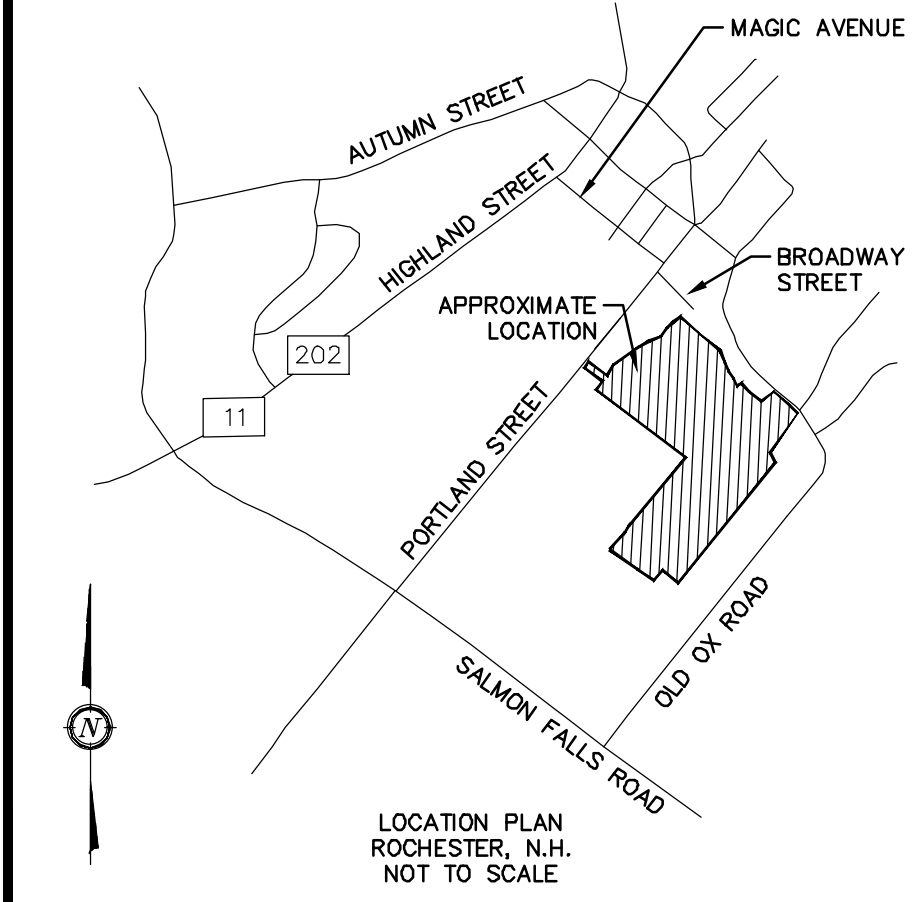 MAGIC AVENUE
AUTUMN STREET
HIGHLAND STREET
BROADWAY
STREET
APPROXIMATE
LOCATION
202
11
PORTLAND STREET
OLD OX ROAD
SALMON FALLS ROAD
N
LOCATION PLAN
ROCHESTER, N.H.
NOT TO SCALE